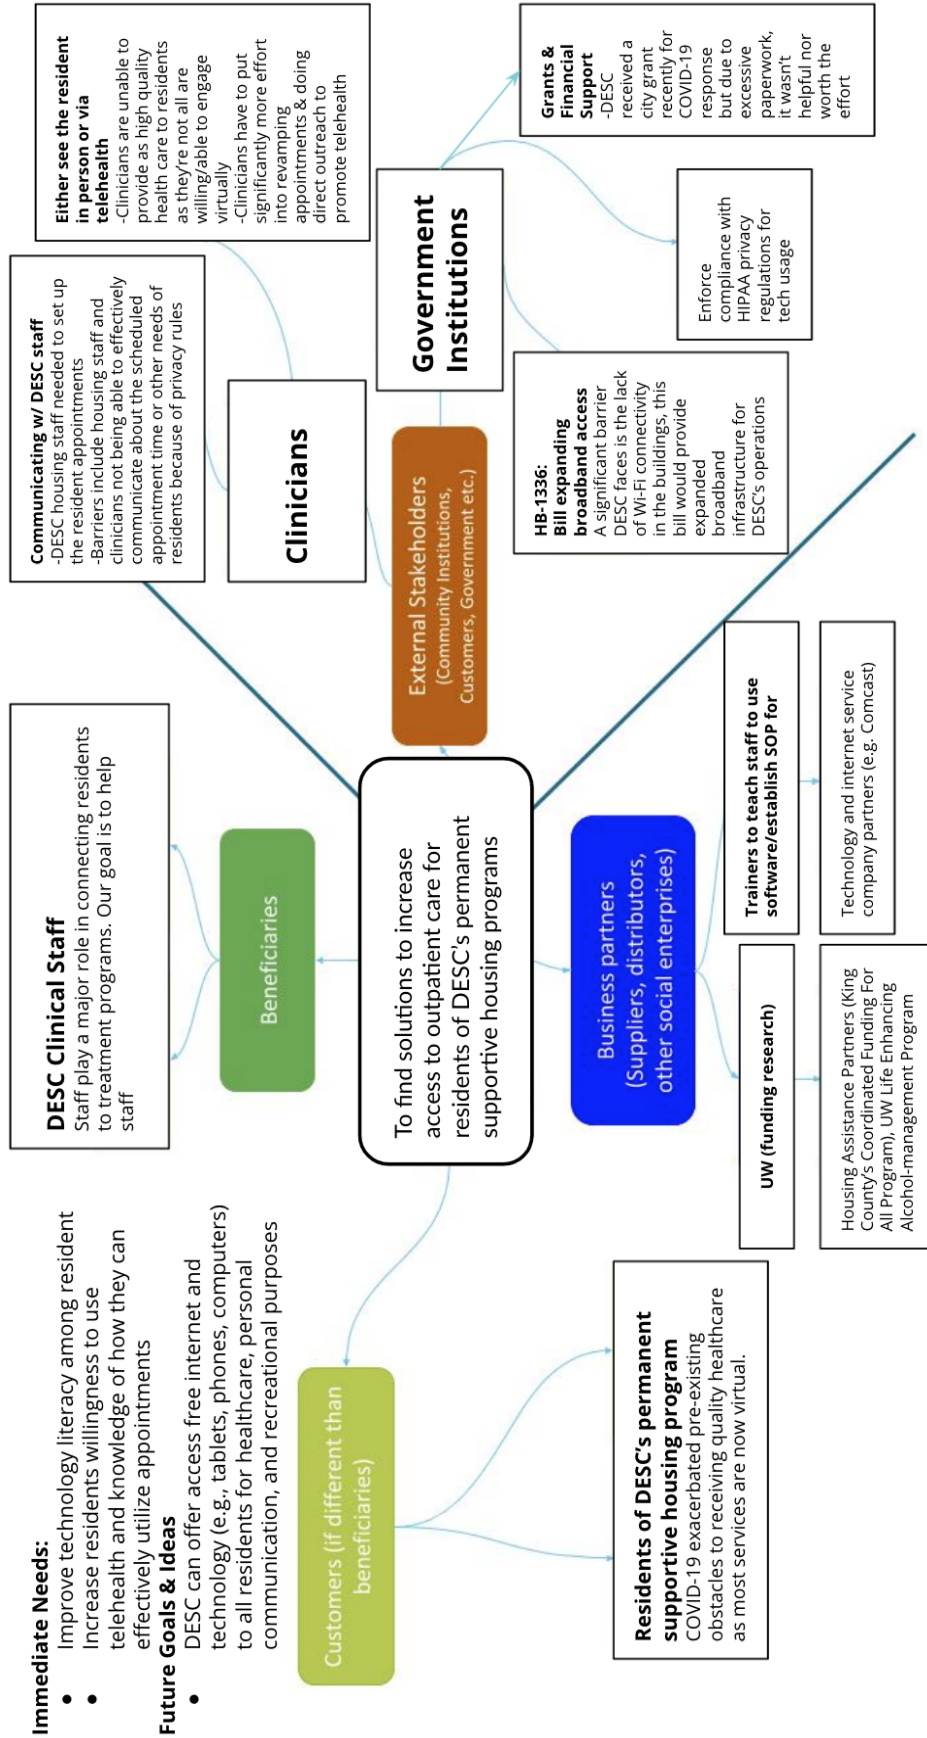 Immediate Needs:
● Improve technology literacy among resident
● Increase residents willingness to use
telehealth and knowledge of how they can
effectively utilize appointments
Future Goals & Ideas
● DESC can offer access free internet and
technology (e.g., tablets, phones, computers)
to all residents for healthcare, personal
communication, and recreational purposes
DESC Clinical Staff
Staff play a major role in connecting residents
to treatment programs. Our goal is to help
staff
Communicating w/ DESC staff
-DESC housing staff needed to set up
the resident appointments
-Barriers include housing staff and
clinicians not being able to effectively
communicate about the scheduled
appointment time or other needs of
residents because of privacy rules
Either see the resident
in person or via
telehealth
-Clinicians are unable to
provide as high quality
health care to residents
as they're not all are
willing/able to engage
virtually
-Clinicians have to put
significantly more effort
into revamping
appointments & doing
direct outreach to
promote telehealth
Beneficiaries
Clinicians
Customers (if different than
beneficiaries)
To find solutions to increase
access to outpatient care for
residents of DESC's permanent
supportive housing programs
External Stakeholders
(Community Institutions,
Customers, Government etc.)
Government
Institutions
Residents of DESC's permanent
supportive housing program
COVID-19 exacerbated pre-existing
obstacles to receiving quality healthcare
as most services are now virtual.
Business partners
(Suppliers, distributors,
other social enterprises)
HB-1336:
Bill expanding
broadband access
A significant barrier
DESC faces is the lack
of Wi-Fi connectivity
in the buildings, this
bill would provide
expanded
broadband
infrastructure for
DESC's operations
Enforce
compliance with
HIPAA privacy
regulations for
tech usage
Grants &
Financial
Support
-DESC
received a
city grant
recently for
COVID-19
response
but due to
excessive
paperwork,
it wasn't
helpful nor
worth the
effort
UW (funding research)
Trainers to teach staff to use
software/establish SOP for
Housing Assistance Partners (King
County's Coordinated Funding For
All Program), UW Life Enhancing
Alcohol-management Program
Technology and internet service
company partners (e.g. Comcast)